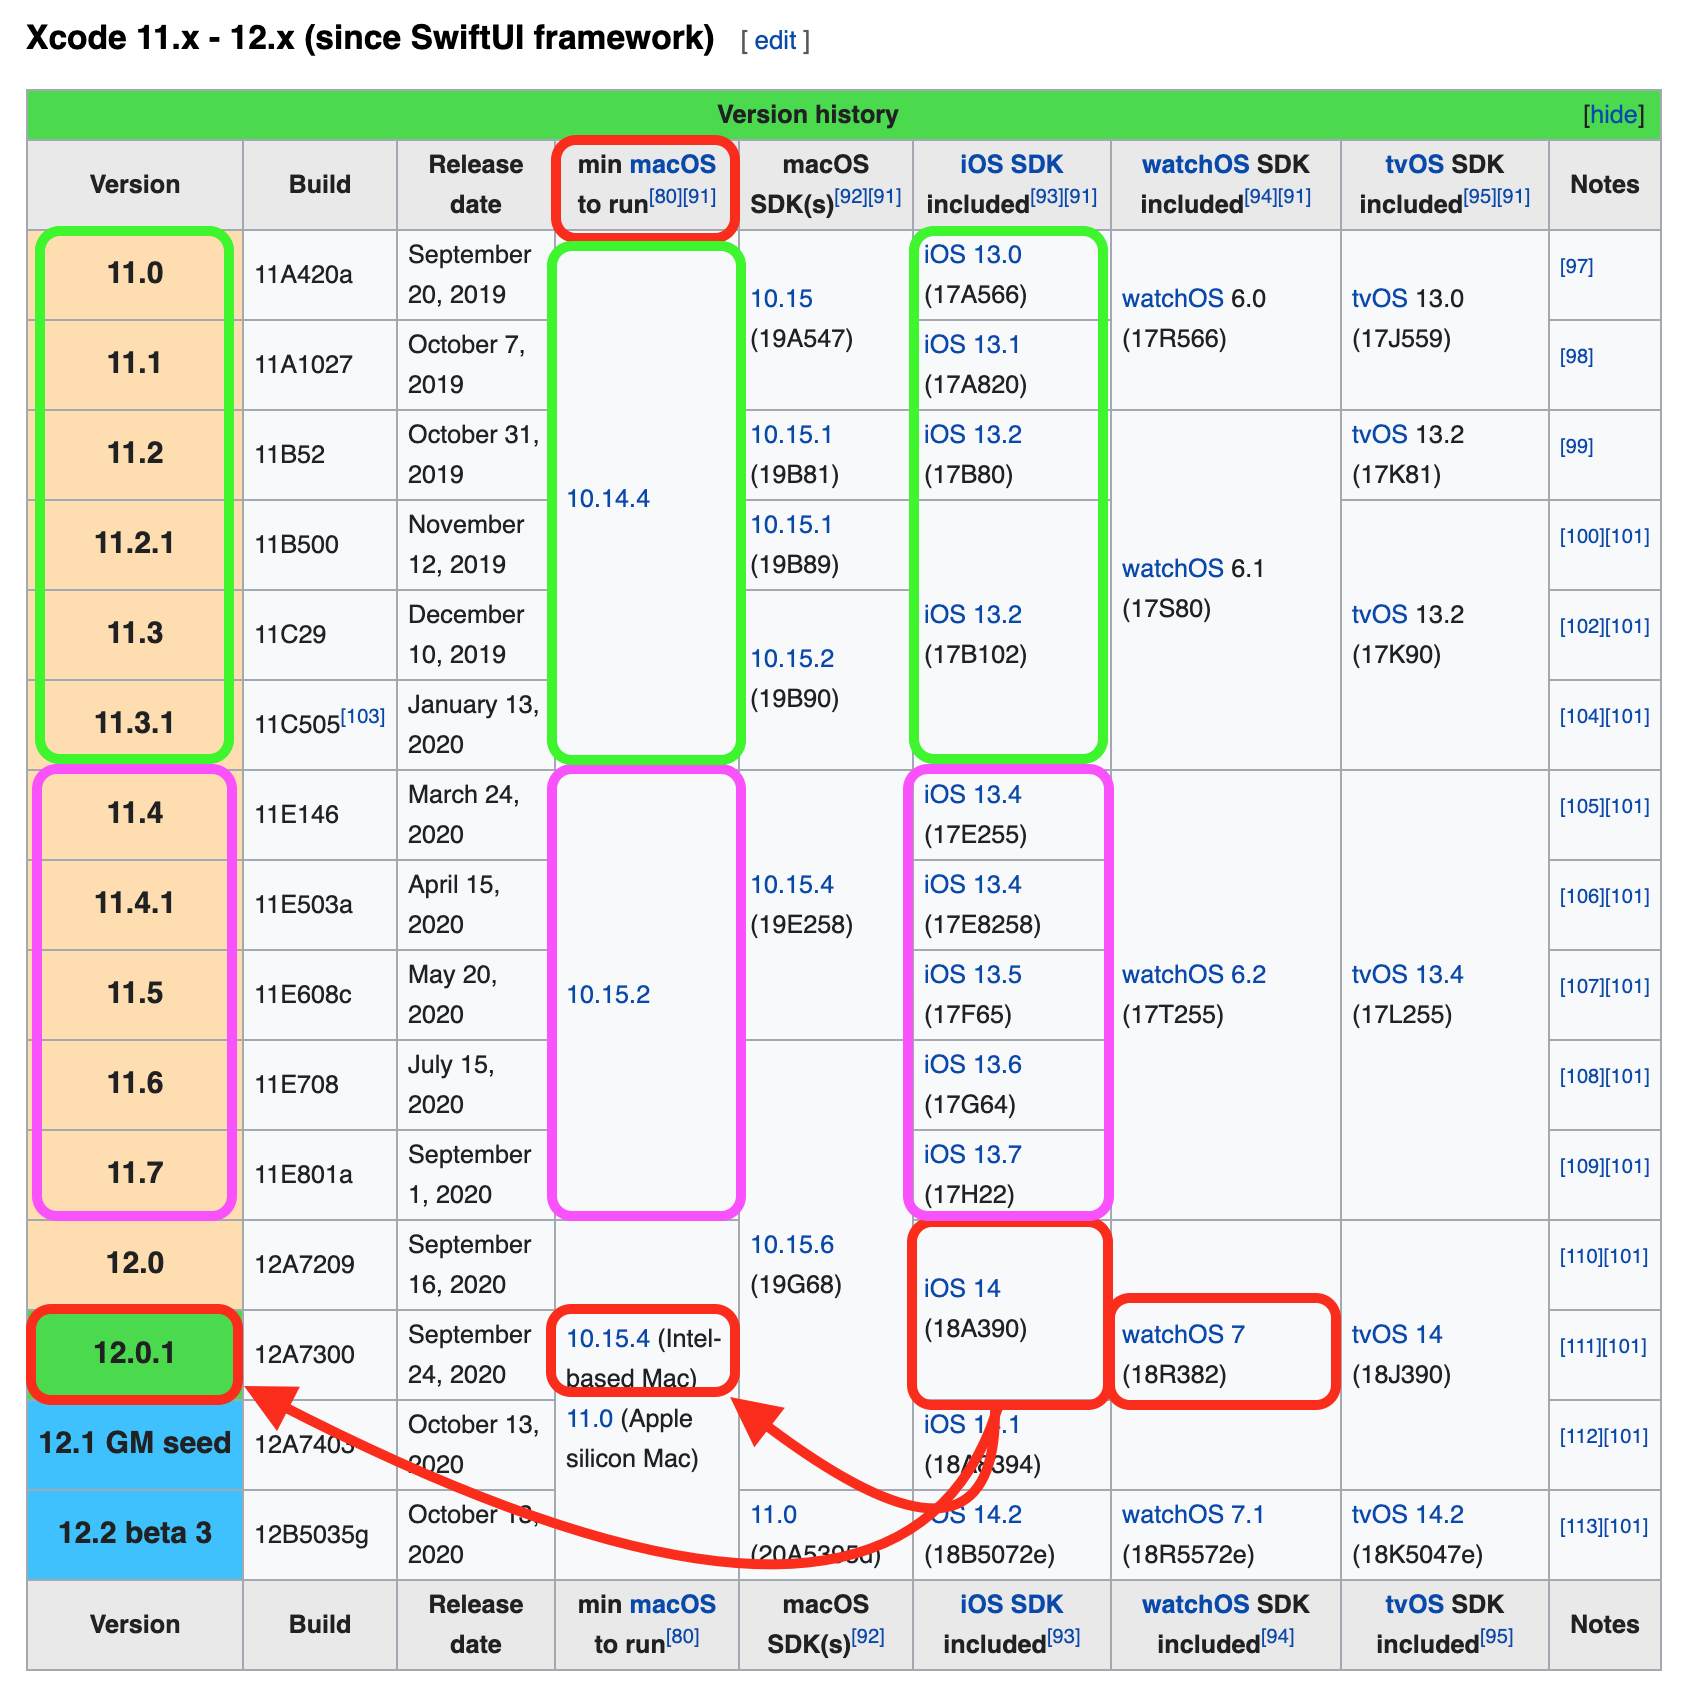 Xcode 11.x - 12.x (since SwiftUI framework) [ edit ]
Version history [hide]
Version
Build
Release
date
min macOS
to run[80][91]
macOS
SDK(s)[92][91]
iOS SDK
included[93][91]
watchOS SDK
included[94][91]
tvOS SDK
included[95][91]
Notes
11.0
11A420a
September
20, 2019
10.14.4
10.15
(19A547)
iOS 13.0
(17A566)
watchOS 6.0
(17R566)
tvOS 13.0
(17J559)
[97]
11.1
11A1027
October 7,
2019
iOS 13.1
(17A820)
[98]
11.2
11B52
October 31,
2019
10.15.1
(19B81)
iOS 13.2
(17B80)
watchOS 6.1
(17S80)
tvOS 13.2
(17K81)
[99]
11.2.1
11B500
November
12, 2019
10.15.1
(19B89)
iOS 13.2
(17B102)
tvOS 13.2
(17K90)
[100][101]
11.3
11C29
December
10, 2019
10.15.2
(19B90)
[102][101]
11.3.1
11C505[103]
January 13,
2020
[104][101]
11.4
11E146
March 24,
2020
10.15.2
10.15.4
(19E258)
iOS 13.4
(17E255)
watchOS 6.2
(17T255)
tvOS 13.4
(17L255)
[105][101]
11.4.1
11E503a
April 15,
2020
iOS 13.4
(17E8258)
[106][101]
11.5
11E608c
May 20,
2020
iOS 13.5
(17F65)
[107][101]
11.6
11E708
July 15,
2020
10.15.6
(19G68)
iOS 13.6
(17G64)
[108][101]
11.7
11E801a
September
1, 2020
iOS 13.7
(17H22)
[109][101]
12.0
12A7209
September
16, 2020
10.15.4 (Intel-
based Mac)
11.0 (Apple
silicon Mac)
iOS 14
(18A390)
watchOS 7
(18R382)
tvOS 14
(18J390)
[110][101]
12.0.1
12A7300
September
24, 2020
[111][101]
12.1 GM seed
12A7403
October 13,
2020
iOS 14.1
(18A8394)
[112][101]
12.2 beta 3
12B5035g
October 13,
2020
11.0
(20A5395d)
iOS 14.2
(18B5072e)
watchOS 7.1
(18R5572e)
tvOS 14.2
(18K5047e)
[113][101]
Version
Build
Release
date
min macOS
to run[80]
macOS
SDK(s)[92]
iOS SDK
included[93]
watchOS SDK
included[94]
tvOS SDK
included[95]
Notes